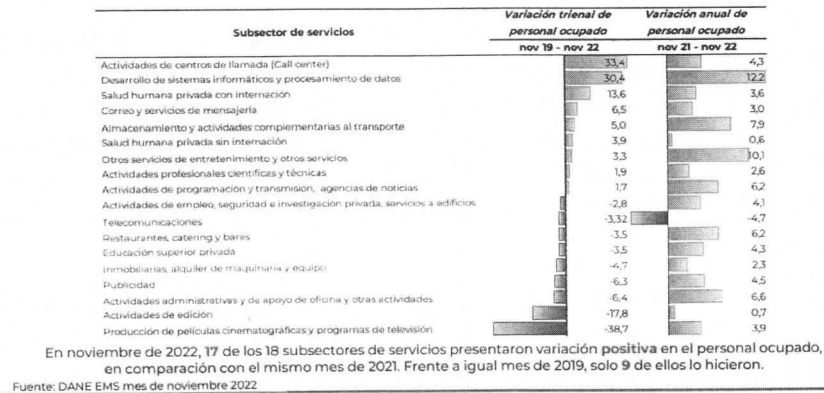 Subsector de servicios
Variación trienal de personal ocupado
nov 19 - nov 22
Variación anual de personal ocupado
nov 21 - nov 22
Actividades de centros de llamada (Call center) 33,4 4,3
Desarrollo de sistemas informáticos y procesamiento de datos 30,4 12,2
Salud humana privada con internación 13,6 3,6
Correo y servicios de mensajería 6,5 3,0
Almacenamiento y actividades complementarias al transporte 5,0 7,9
Salud humana privada sin internación 3,9 0,6
Otros servicios de entretenimiento y otros servicios 3,3 10,1
Actividades profesionales científicas y técnicas 1,9 2,6
Actividades de programación y transmisión, agencias de noticias 1,7 6,2
Actividades de empleo, seguridad e investigación privada, servicios a edificios -2,8 4,1
Telecomunicaciones -3,32 -4,7
Restaurantes, catering y bares -3,5 6,2
Educación superior privada -3,5 4,3
Inmobiliarias, alquiler de maquinaria y equipo -4,7 2,3
Publicidad -6,3 4,5
Actividades administrativas y de apoyo de oficina y otras actividades -6,4 6,6
Actividades de edición -17,8 0,7
Producción de películas cinematográficas y programas de televisión -38,7 3,9
En noviembre de 2022, 17 de los 18 subsectores de servicios presentaron variación positiva en el personal ocupado,
en comparación con el mismo mes de 2021. Frente a igual mes de 2019, solo 9 de ellos lo hicieron.
Fuente: DANE EMS mes de noviembre 2022